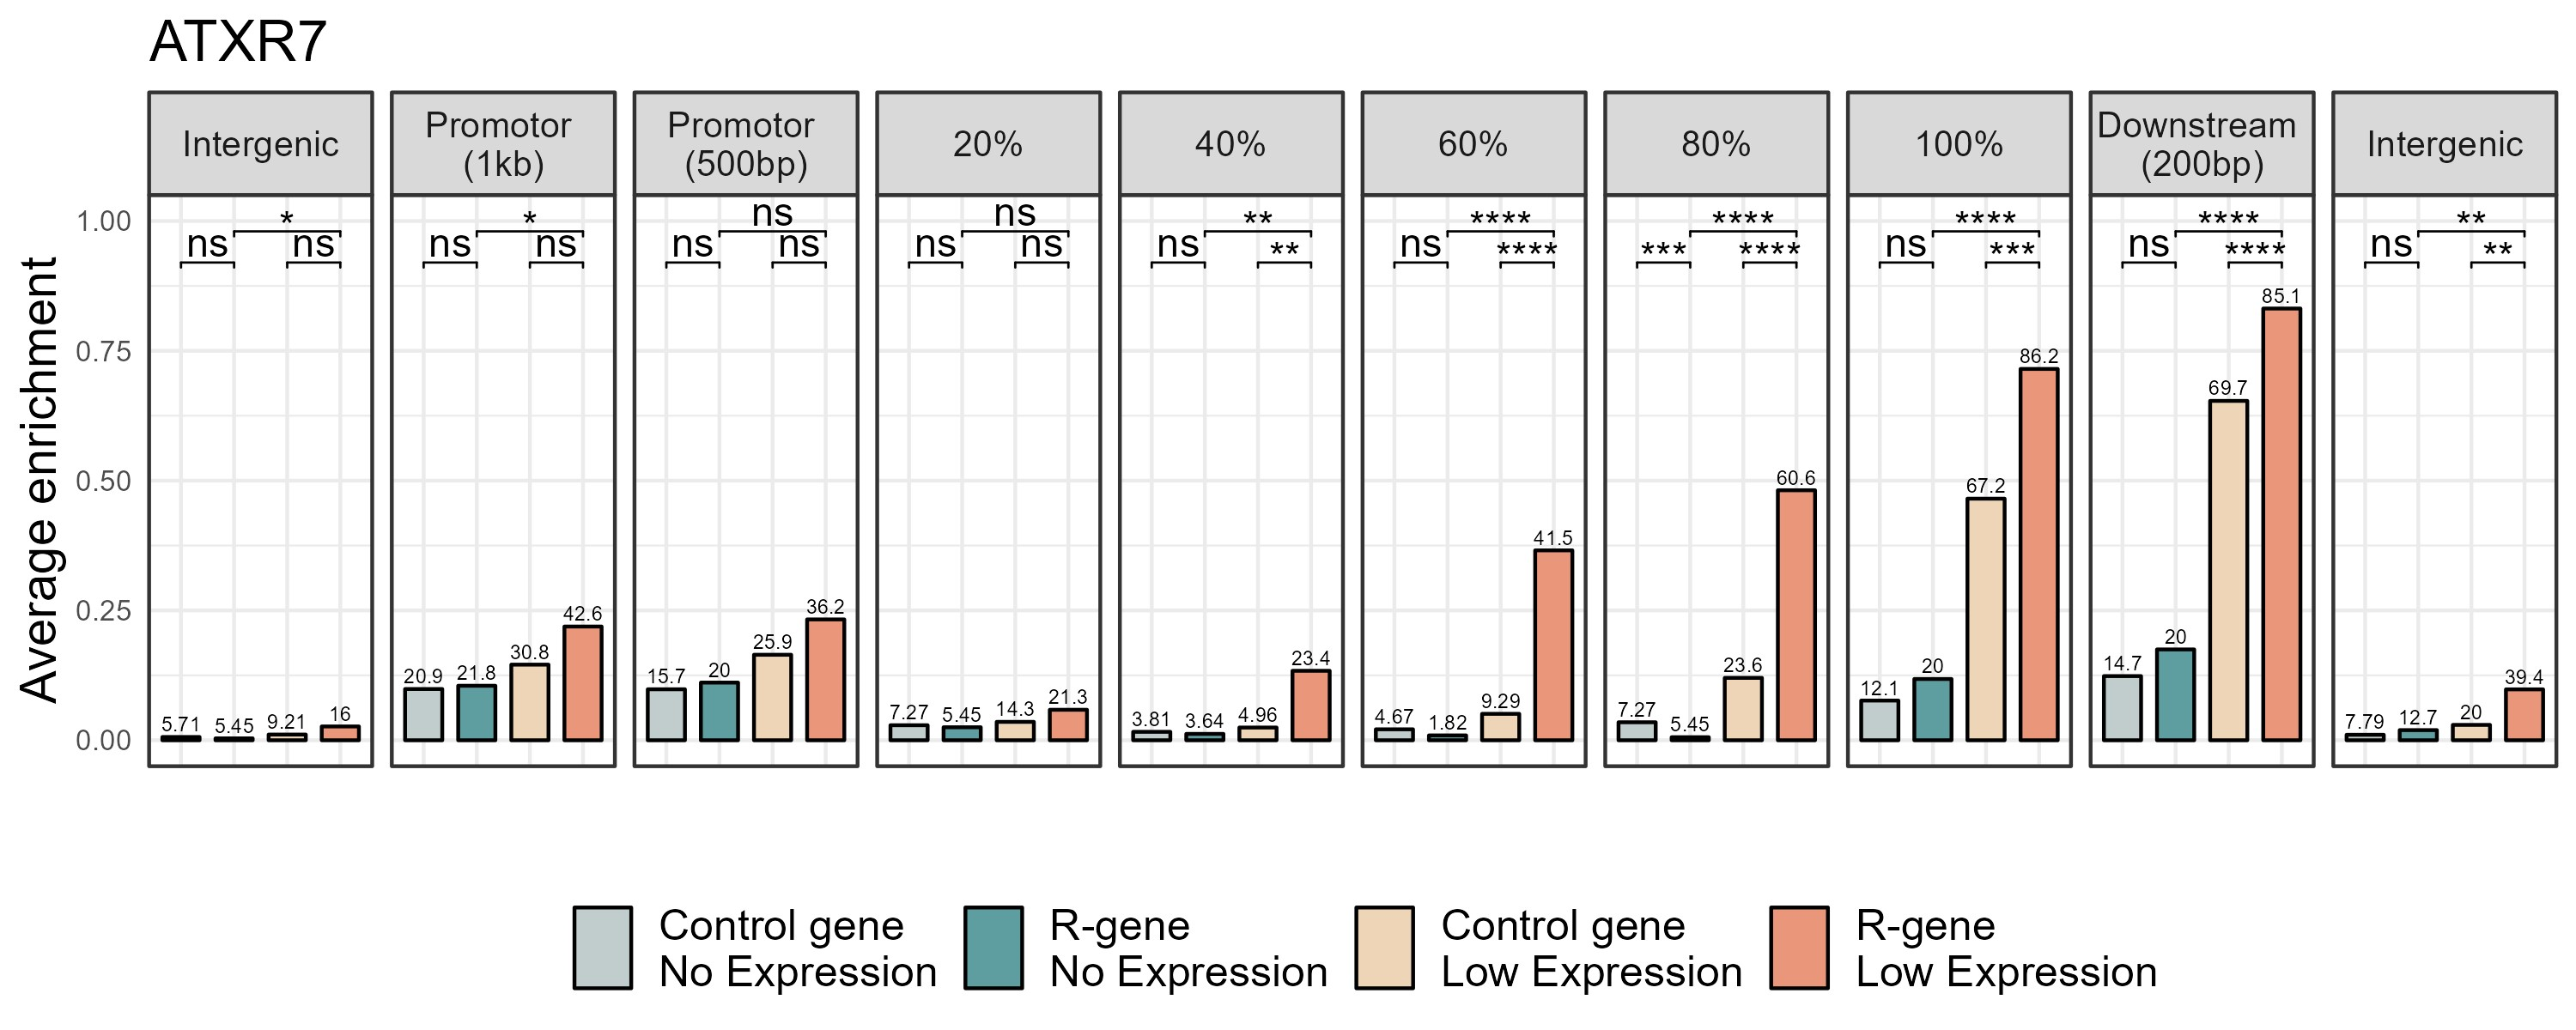 ATXR7
Intergenic
Promotor
(1kb)
Promotor
(500bp)
20%
40%
60%
80%
100%
Downstream
(200bp)
Intergenic
Average enrichment
1.00
0.75
0.50
0.25
0.00
*
ns
ns
5.71
5.45
9.21
16
*
ns
ns
20.9
21.8
30.8
42.6
ns
ns
ns
15.7
20
25.9
36.2
ns
ns
ns
7.27
5.45
14.3
21.3
**
ns
**
3.81
3.64
4.96
23.4
****
ns
****
4.67
1.82
9.29
41.5
****
***
****
7.27
5.45
23.6
60.6
****
ns
***
12.1
20
67.2
86.2
****
ns
****
14.7
20
69.7
85.1
**
ns
**
7.79
12.7
20
39.4
Control gene
No Expression
R-gene
No Expression
Control gene
Low Expression
R-gene
Low Expression